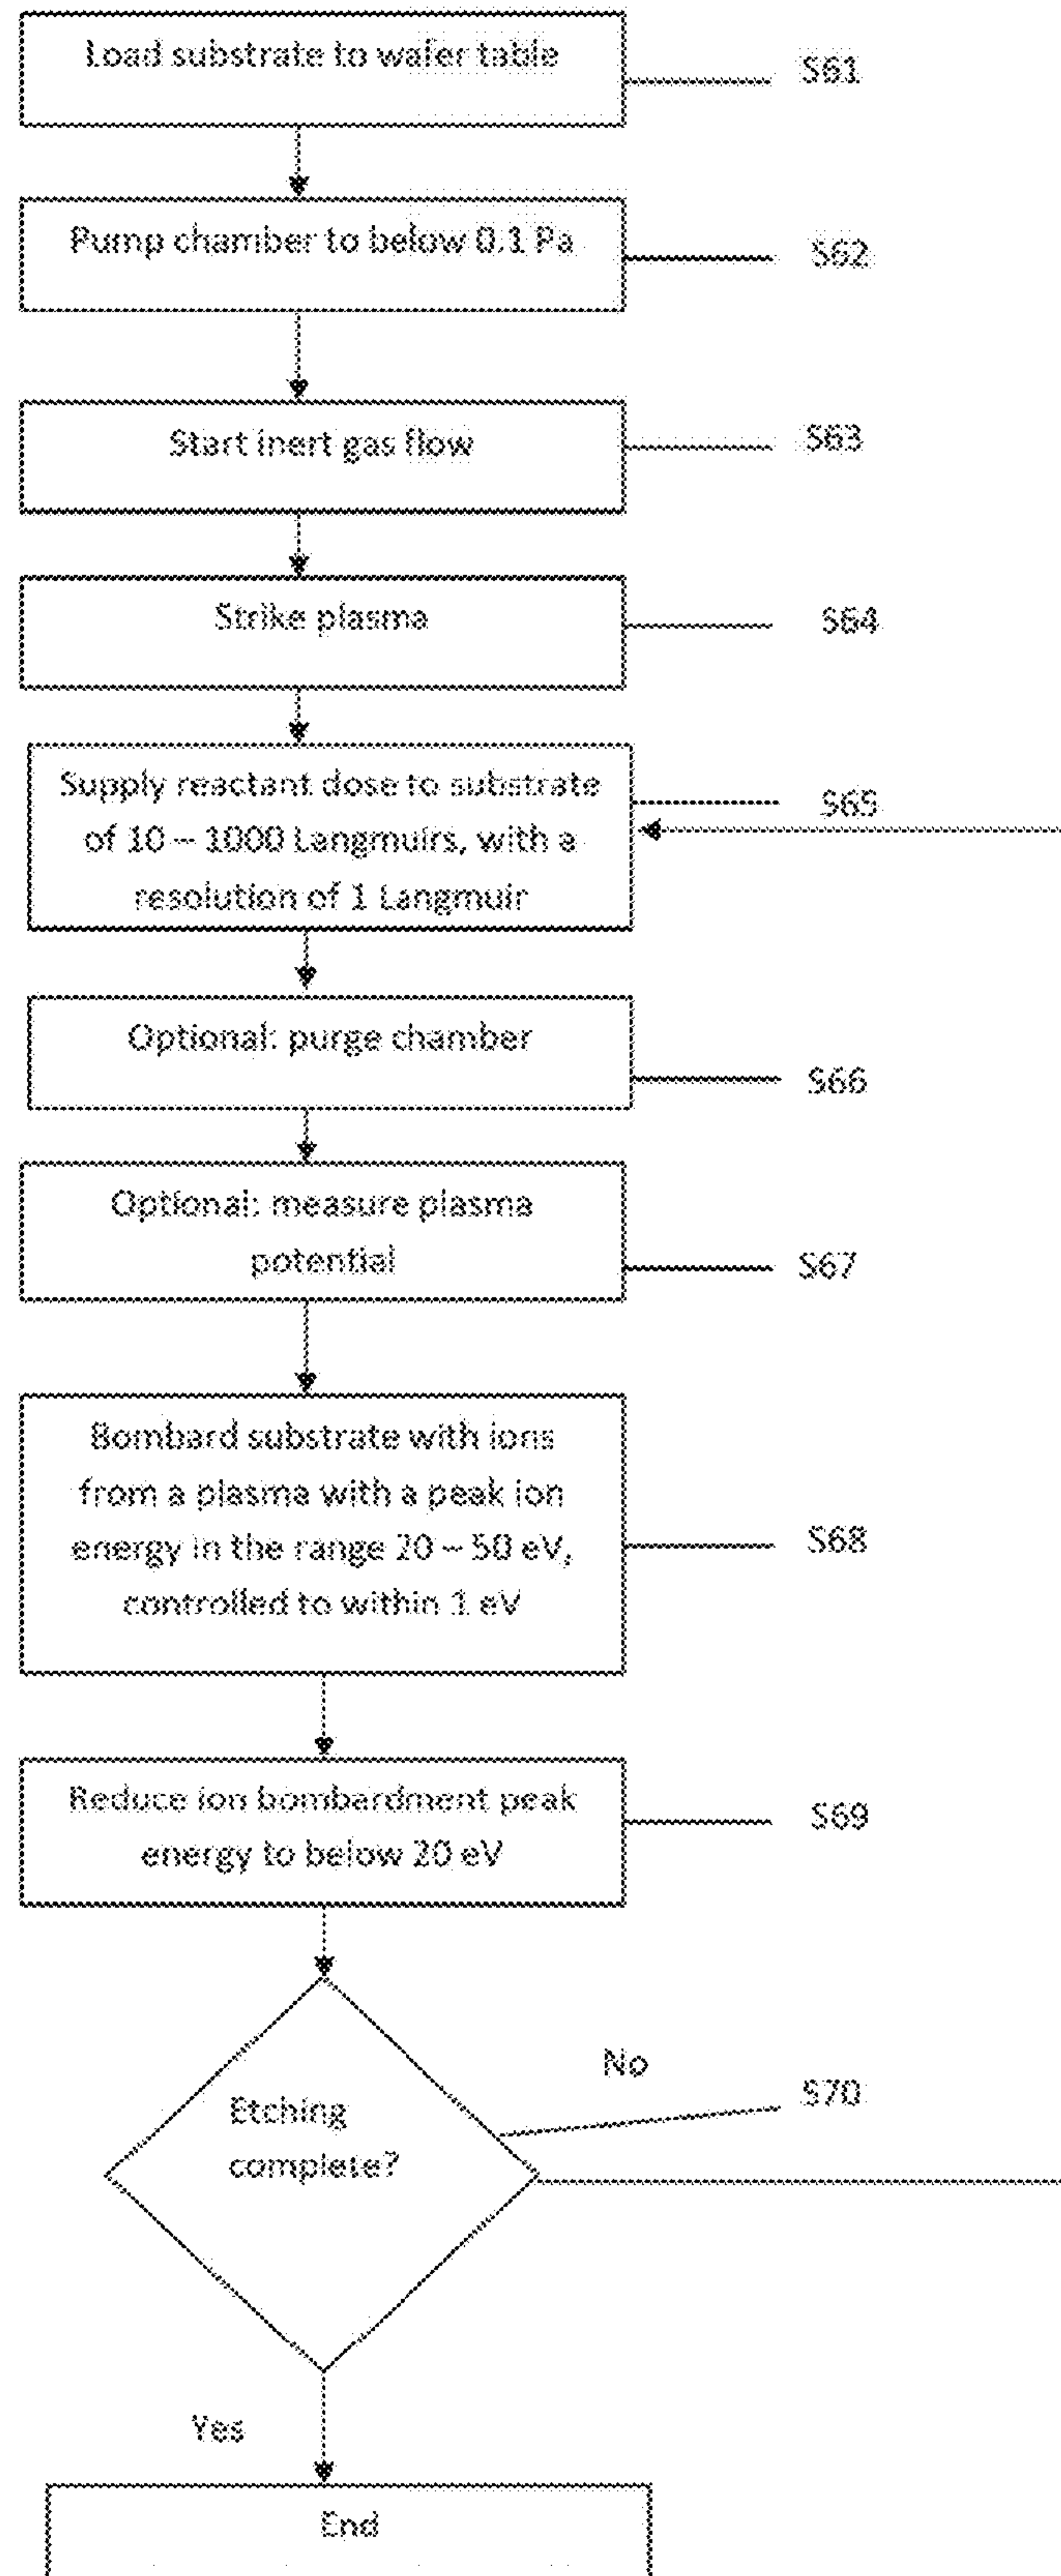 Load substrate to wafer table
S61
Pump chamber to below 0.1 Pa
S62
Start inert gas flow
S63
Strike plasma
S64
Supply reactant dose to substrate
of 10 – 1000 Langmuirs, with a
resolution of 1 Langmuir
S65
Optional: purge chamber
S66
Optional: measure plasma
potential
S67
Bombard substrate with ions
from a plasma with a peak ion
energy in the range 20 – 50 eV,
controlled to within 1 eV
S68
Reduce ion bombardment peak
energy to below 20 eV
S69
Etching
complete?
No
S70
Yes
End